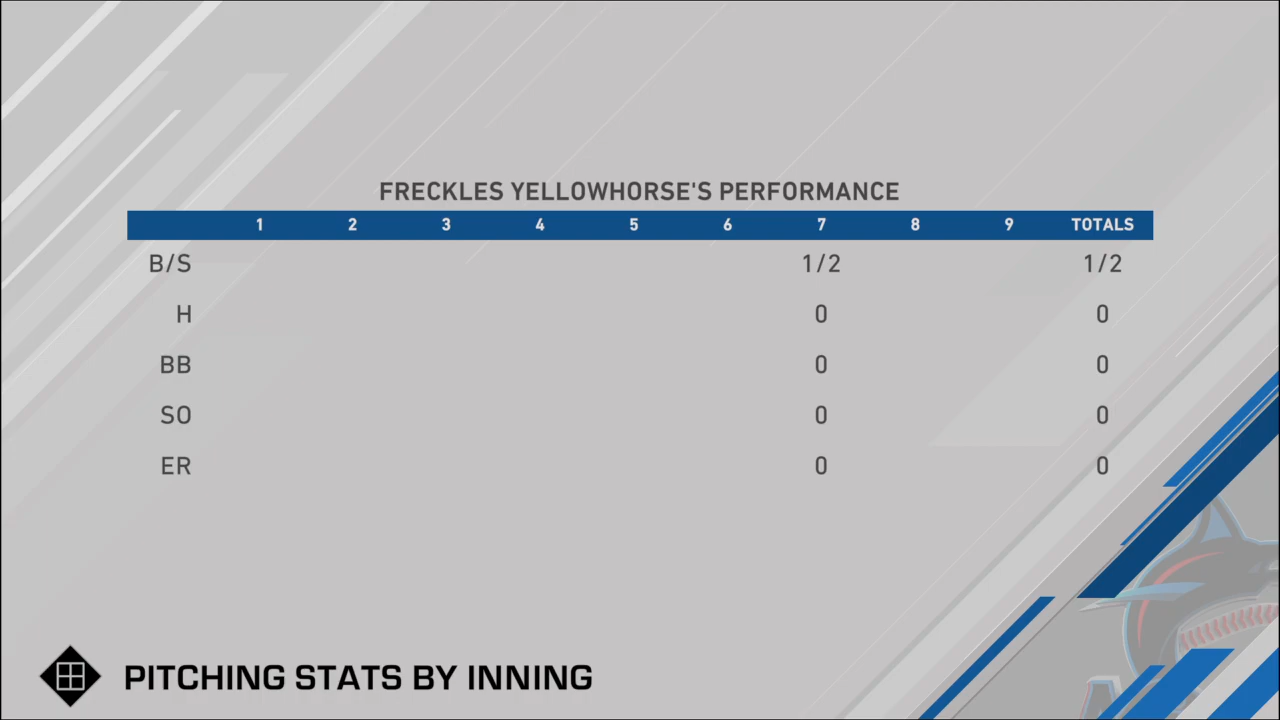 FRECKLES YELLOWHORSE'S PERFORMANCE
1 2 3 4 5 6 7 8 9 TOTALS
B/S 1/2 1/2
H 0 0
BB 0 0
SO 0 0
ER 0 0
PITCHING STATS BY INNING